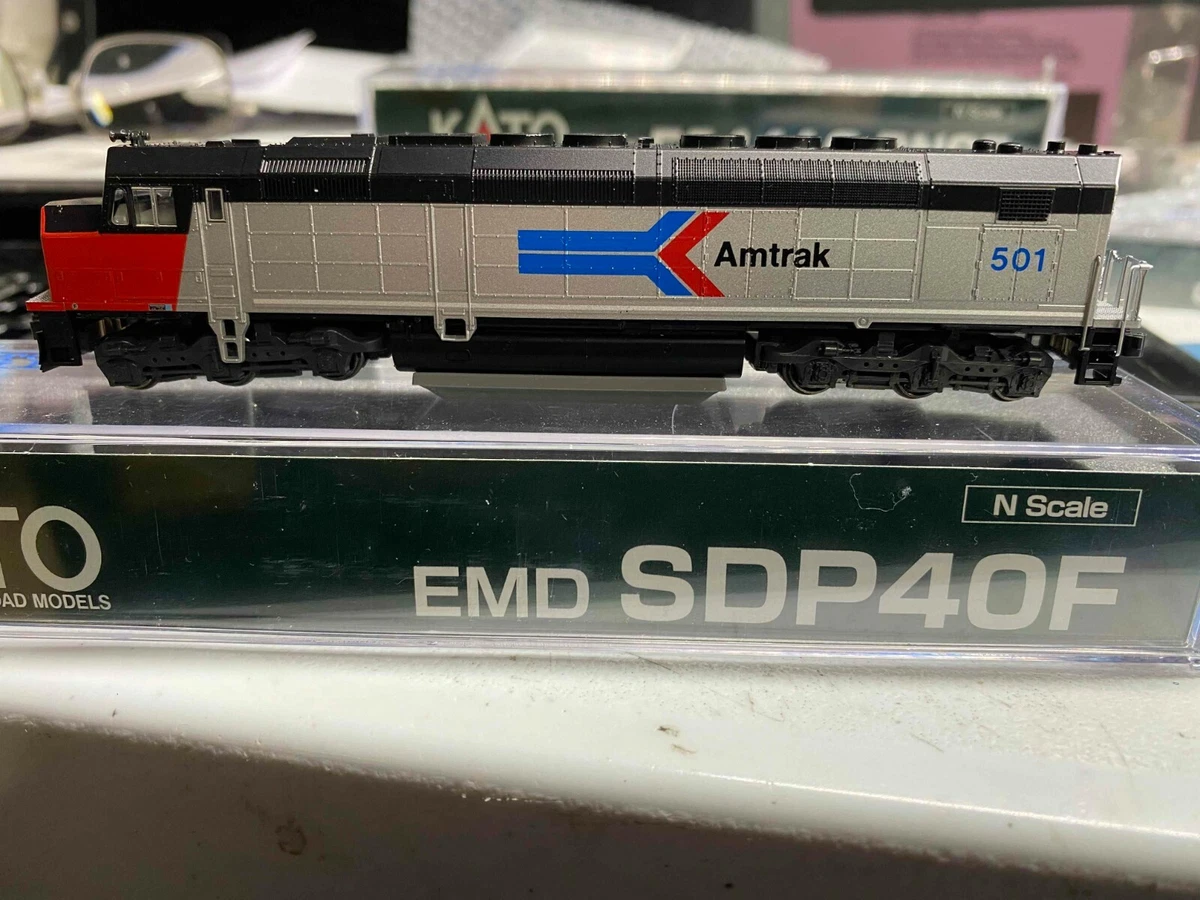 KATO
Amtrak
501
N Scale
TO
OAD MODELS
EMD SDP40F